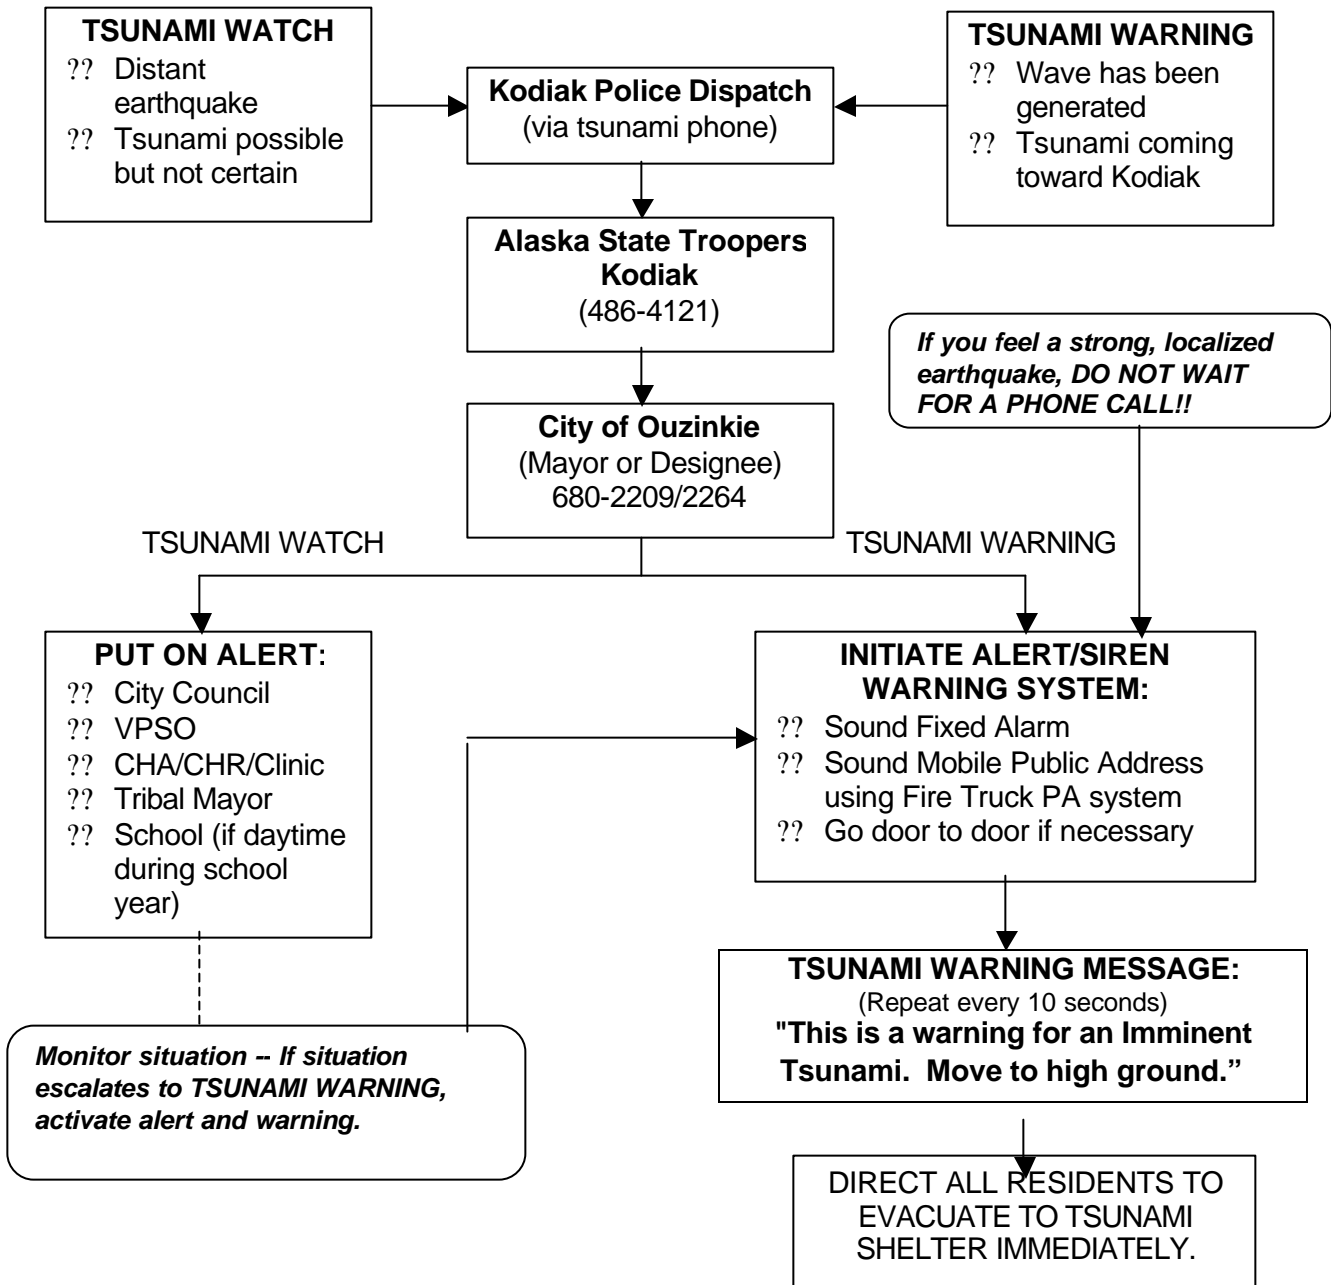 TSUNAMI WATCH
?? Distant
earthquake
?? Tsunami possible
but not certain
Kodiak Police Dispatch
(via tsunami phone)
TSUNAMI WARNING
?? Wave has been
generated
?? Tsunami coming
toward Kodiak
Alaska State Troopers
Kodiak
(486-4121)
If you feel a strong, localized
earthquake, DO NOT WAIT
FOR A PHONE CALL!!
City of Ouzinkie
(Mayor or Designee)
680-2209/2264
TSUNAMI WATCH
TSUNAMI WARNING
PUT ON ALERT:
?? City Council
?? VPSO
?? CHA/CHR/Clinic
?? Tribal Mayor
?? School (if daytime
during school
year)
INITIATE ALERT/SIREN
WARNING SYSTEM:
?? Sound Fixed Alarm
?? Sound Mobile Public Address
using Fire Truck PA system
?? Go door to door if necessary
Monitor situation -- If situation
escalates to TSUNAMI WARNING,
activate alert and warning.
TSUNAMI WARNING MESSAGE:
(Repeat every 10 seconds)
"This is a warning for an Imminent
Tsunami.  Move to high ground.”
DIRECT ALL RESIDENTS TO
EVACUATE TO TSUNAMI
SHELTER IMMEDIATELY.